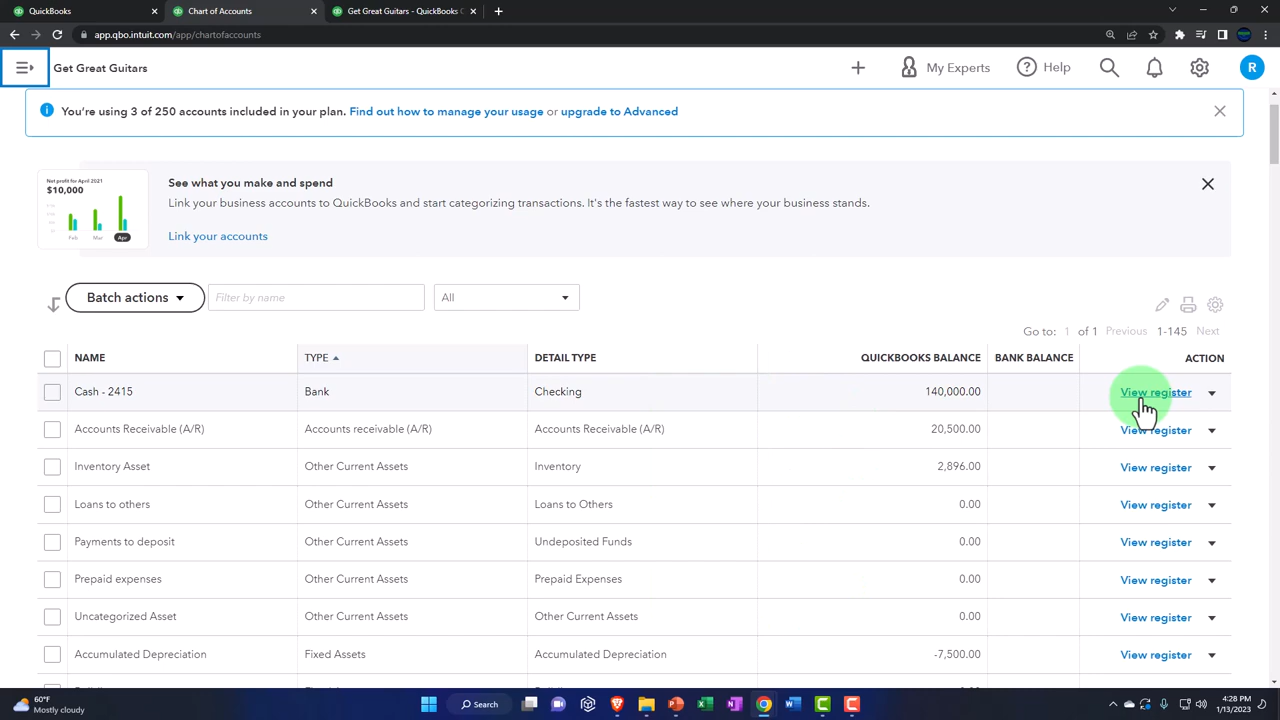 QuickBooks
Chart of Accounts
Get Great Guitars - QuickBooks C
app.qbo.intuit.com/app/chartofaccounts
Get Great Guitars
My Experts
Help
R
You're using 3 of 250 accounts included in your plan. Find out how to manage your usage or upgrade to Advanced
Net profit for April 2021
$10,000
Feb Mar Apr
See what you make and spend
Link your business accounts to QuickBooks and start categorizing transactions. It's the fastest way to see where your business stands.
Link your accounts
Batch actions
Filter by name
All
Go to: 1 of 1 Previous 1-145 Next
NAME TYPE DETAIL TYPE QUICKBOOKS BALANCE BANK BALANCE ACTION
Cash - 2415 Bank Checking 140,000.00 View register
Accounts Receivable (A/R) Accounts receivable (A/R) Accounts Receivable (A/R) 20,500.00 View register
Inventory Asset Other Current Assets Inventory 2,896.00 View register
Loans to others Other Current Assets Loans to Others 0.00 View register
Payments to deposit Other Current Assets Undeposited Funds 0.00 View register
Prepaid expenses Other Current Assets Prepaid Expenses 0.00 View register
Uncategorized Asset Other Current Assets Other Current Assets 0.00 View register
Accumulated Depreciation Fixed Assets Accumulated Depreciation -7,500.00 View register
60°F
Mostly cloudy
Search
4:28 PM
1/13/2023